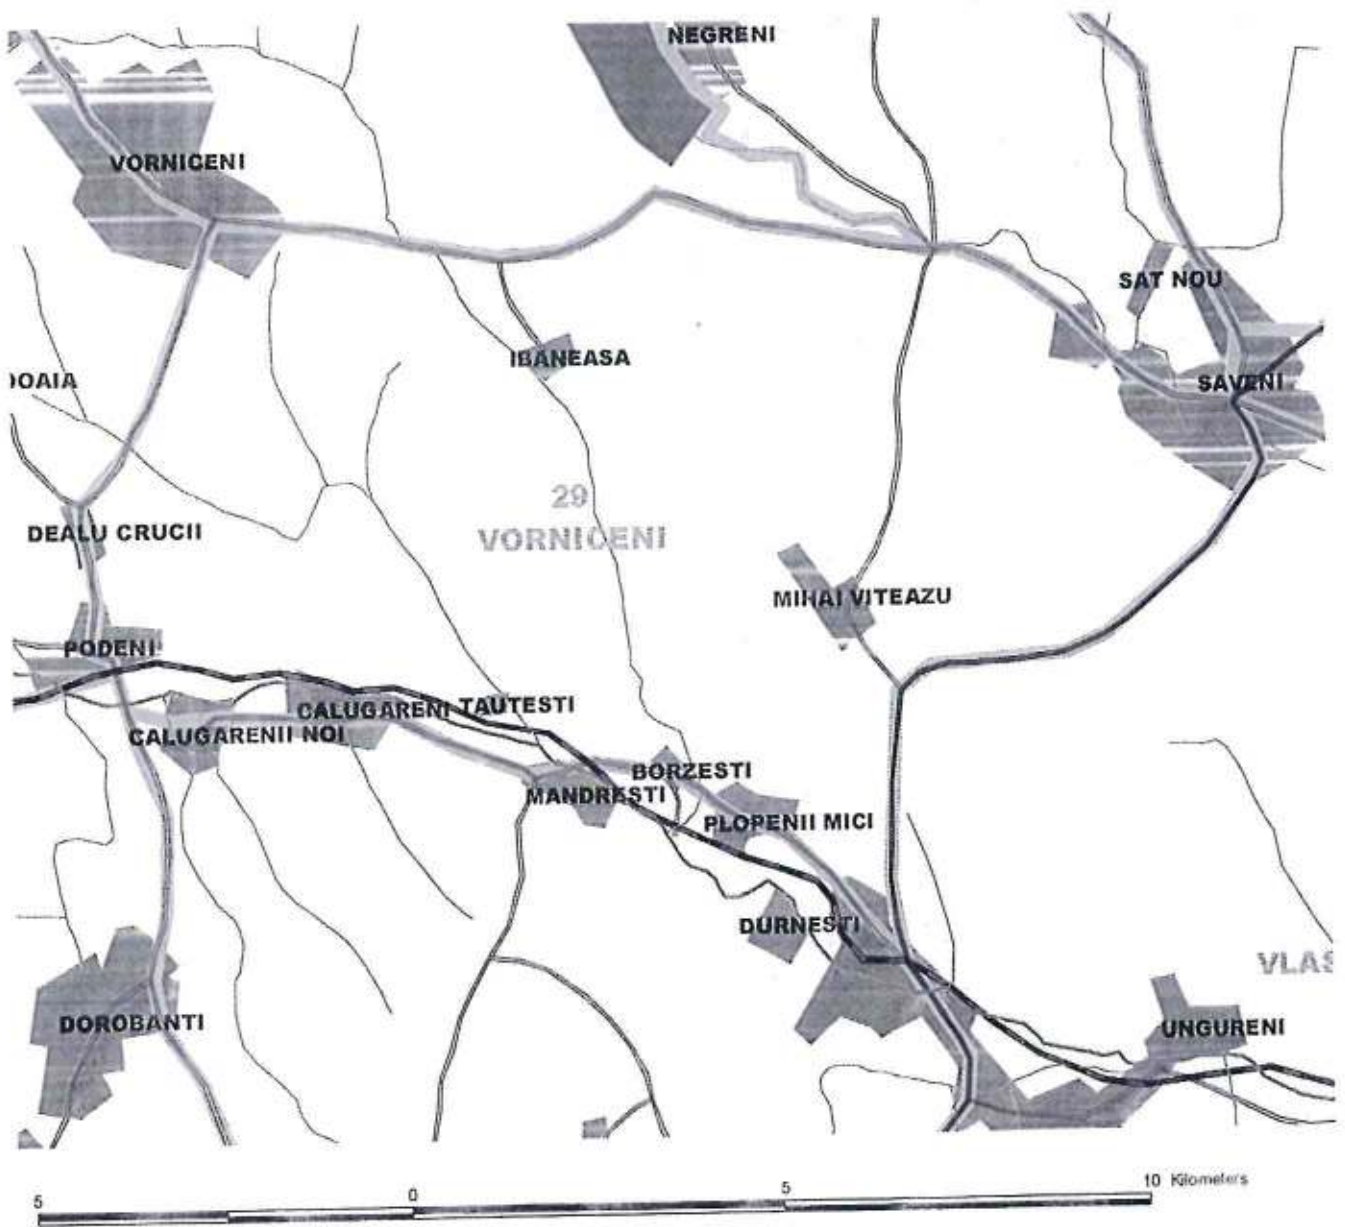 NEGRENI
VORNICENI
SAT NOU
IBANEASA
SAVENI
29
VORNICENI
DEALU CRUCII
MIHAI VITEAZU
PODENI
CALUGARENI
TAUTESTI
CALUGARENII NOI
BORZESTI
MANDRESTI
PLOPENII MICI
DURNESTI
VLAS
DOROBANTI
UNGURENI
5 0 5 10 Kilometers